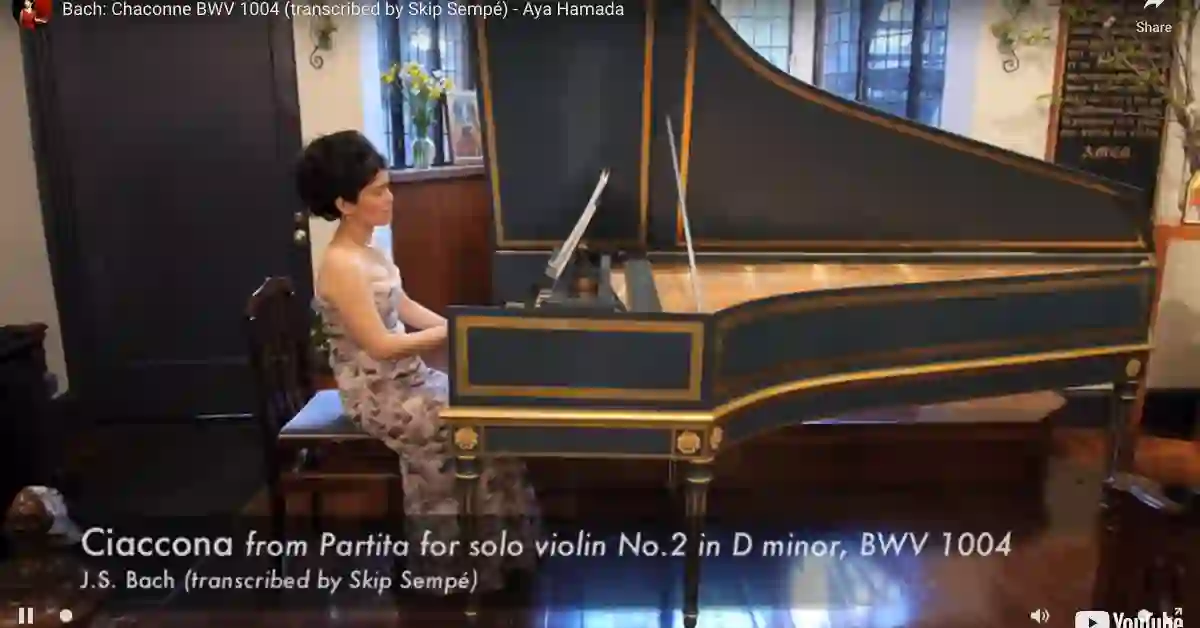 Bach: Chaconne BWV 1004 (transcribed by Skip Sempé) - Aya Hamada
Share
Ciaccona from Partita for solo violin No.2 in D minor, BWV 1004
J.S. Bach (transcribed by Skip Sempé)
YouTube